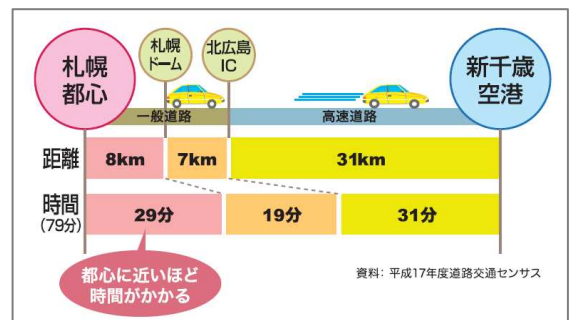 札幌
都心
札幌
ドーム
北広島
IC
新千歳
空港
一般道路
高速道路
距離
8km
7km
31km
時間
(79分)
29分
19分
31分
都心に近いほど
時間がかかる
資料：平成17年度道路交通センサス